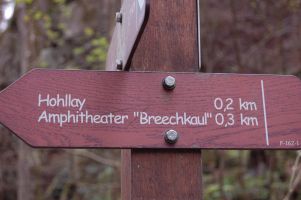 Hohllay 0,2 km
Amphitheater "Breechkaul" 0,3 km
F-162-1